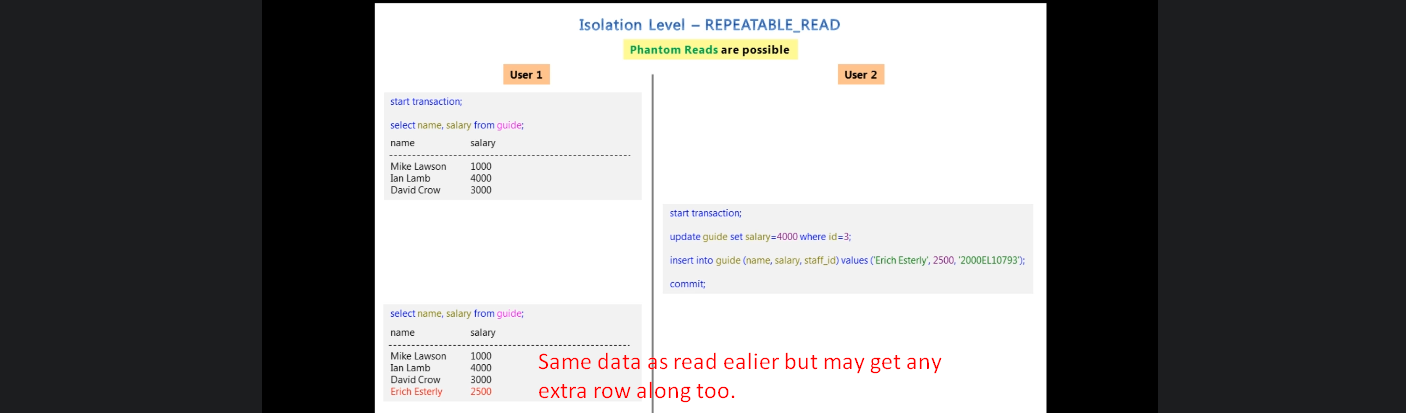 Isolation Level – REPEATABLE_READ
Phantom Reads are possible
User 1
User 2
start transaction;
select name, salary from guide;
name salary
Mike Lawson 1000
Ian Lamb 4000
David Crow 3000
start transaction;
update guide set salary=4000 where id=3;
insert into guide (name, salary, staff_id) values ('Erich Esterly', 2500, '2000EL10793');
commit;
select name, salary from guide;
name salary
Mike Lawson 1000
Ian Lamb 4000
David Crow 3000
Erich Esterly 2500
Same data as read ealier but may get any
extra row along too.